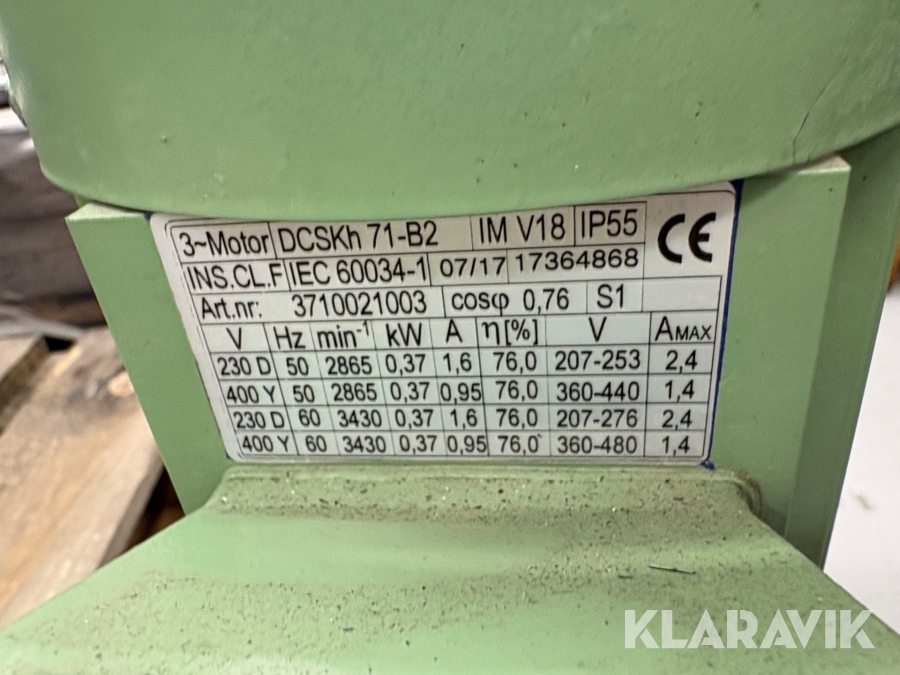 3~Motor DCSKh 71-B2 IM V18 IP55 CE
INS.CL.F IEC 60034-1 07/17 17364868
Art.nr: 3710021003 cosφ 0,76 S1
V Hz min-1 kW A η[%] V AMAX
230 D 50 2865 0,37 1,6 76,0 207-253 2,4
400 Y 50 2865 0,37 0,95 76,0 360-440 1,4
230 D 60 3430 0,37 1,6 76,0 207-276 2,4
400 Y 60 3430 0,37 0,95 76,0 360-480 1,4
KLARAVIK